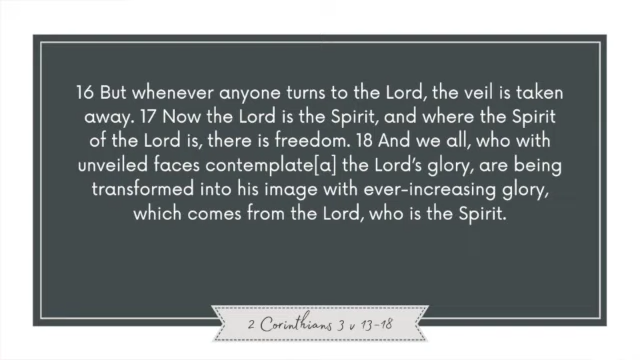 16 But whenever anyone turns to the Lord, the veil is taken
away. 17 Now the Lord is the Spirit, and where the Spirit
of the Lord is, there is freedom. 18 And we all, who with
unveiled faces contemplate[a] the Lord’s glory, are being
transformed into his image with ever-increasing glory,
which comes from the Lord, who is the Spirit.
2 Corinthians 3 v 13-18